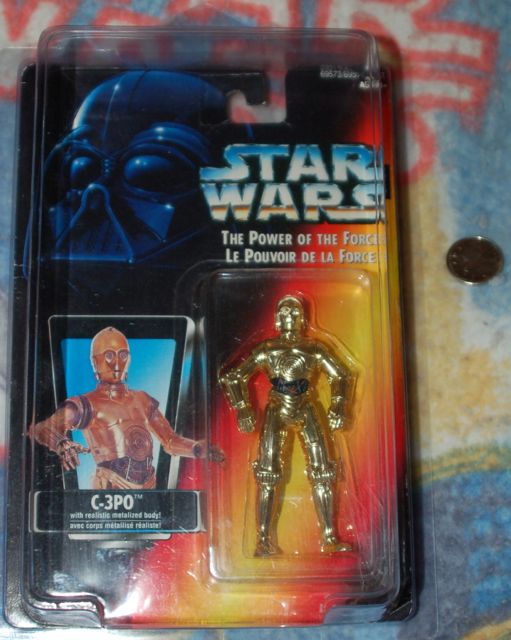 STAR
WARS
THE POWER OF THE FORCE
LE POUVOIR DE LA FORCE
C-3PO™
with realistic metalized body!
avec corps métallisé réaliste!